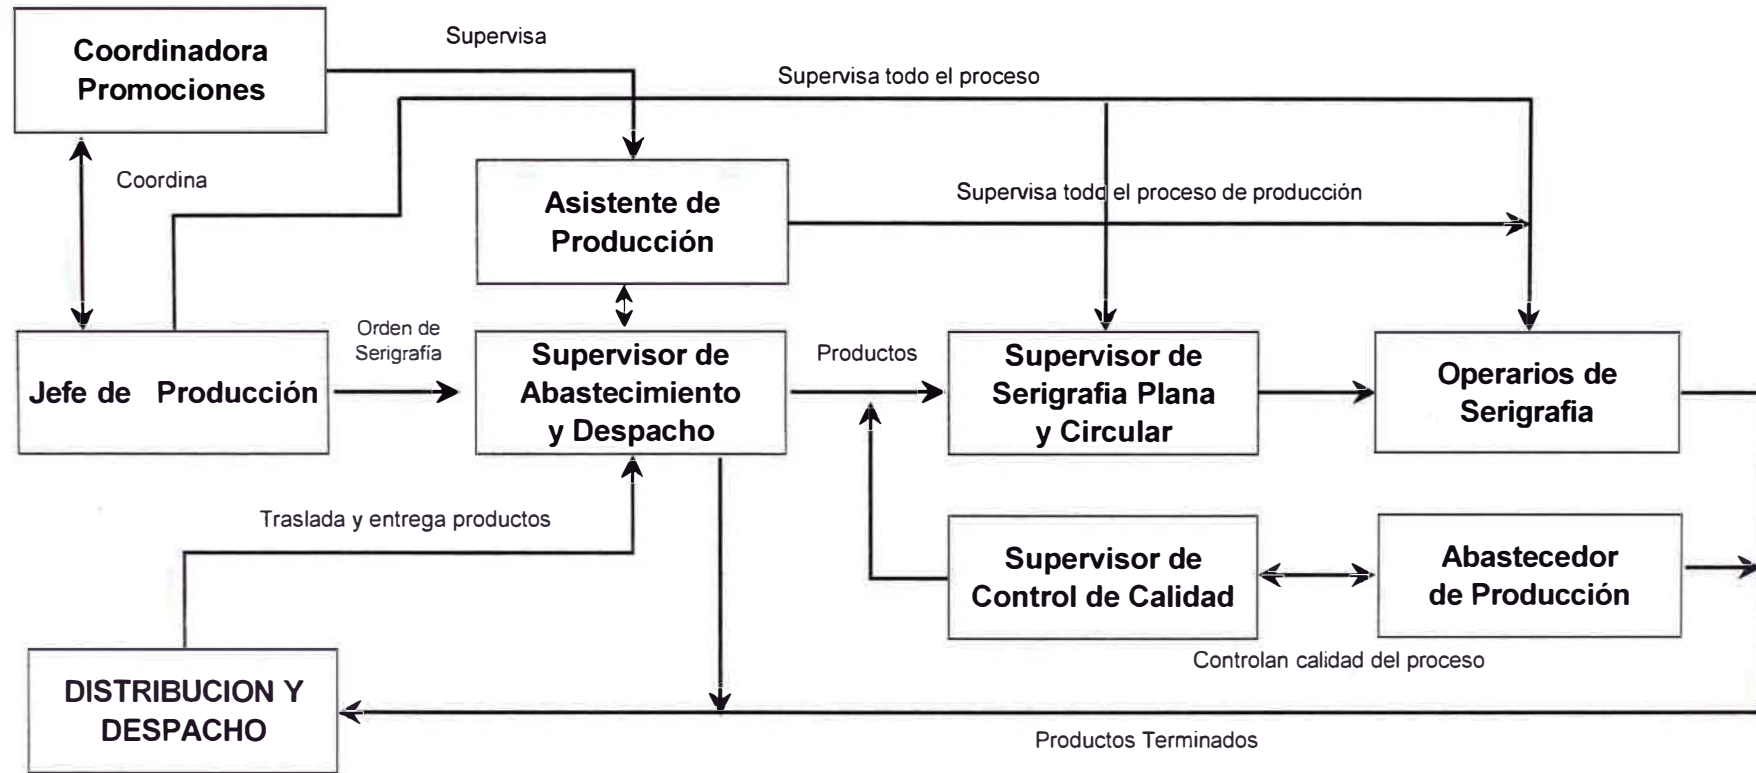 Coordinadora
Promociones
Supervisa
Supervisa todo el proceso
Coordina
Asistente de
Producción
Supervisa todo el proceso de producción
Jefe de Producción
Orden de
Serigrafía
Supervisor de
Abastecimiento
y Despacho
Productos
Supervisor de
Serigrafia Plana
y Circular
Operarios de
Serigrafia
Traslada y entrega productos
Supervisor de
Control de Calidad
Abastecedor
de Producción
Controlan calidad del proceso
DISTRIBUCION Y
DESPACHO
Productos Terminados